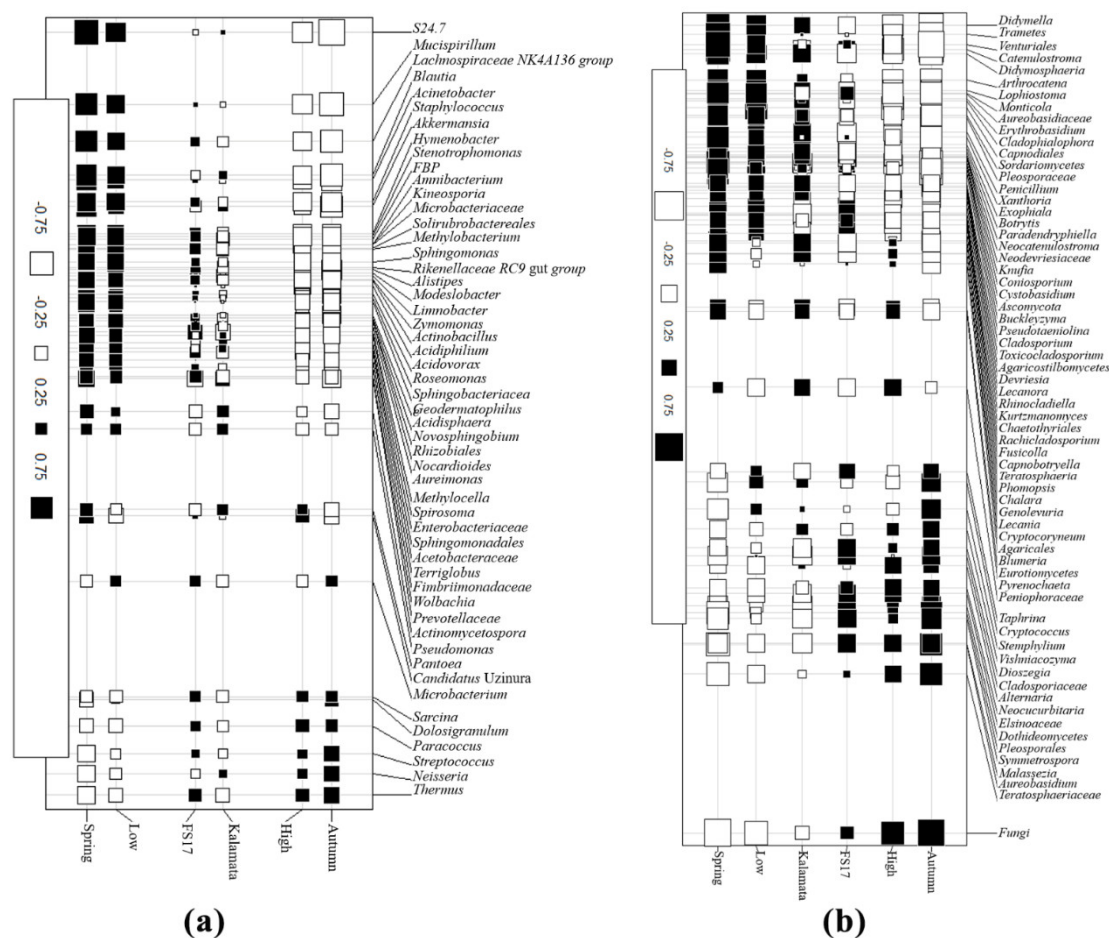 S24.7
Mucispirillum
Lachmospiraceae NK4A136 group
Blautia
Acinetobacter
Staphylococcus
Akkermansia
Hymenobacter
Stenotrophomonas
FBP
Amnibacterium
Kineosporia
Microbacteriaceae
Solirubrobactereales
Methylobacterium
Sphingomonas
Rikenellaceae RC9 gut group
Alistipes
Modeslobacter
Limnobacter
Zymomonas
Actinobacillus
Acidiphilium
Acidovorax
Roseomonas
Sphingobacteriacea
Geodermatophilus
Acidisphaera
Novosphingobium
Rhizobiales
Nocardioides
Aureimonas
Methylocella
Spirosoma
Enterobacteriaceae
Sphingomonadales
Acetobacteraceae
Terriglobus
Fimbriimonadaceae
Wolbachia
Prevotellaceae
Actinomycetospora
Pseudomonas
Pantoea
Candidatus Uzinura
Microbacterium
Sarcina
Dolosigranulum
Paracoccus
Streptococcus
Neisseria
Thermus
-0.75
-0.25
0.25
0.75
Spring
Low
FS17
Kalamata
High
Autumn
(a)
Didymella
Trametes
Venturiales
Catenulostroma
Didymosphaeria
Arthrocatena
Lophiostoma
Monticola
Aureobasidiaceae
Erythrobasidium
Cladophialophora
Capnodiales
Sordariomycetes
Pleosporaceae
Penicillium
Xanthoria
Exophiala
Botrytis
Paradendryphiella
Neocatenulostroma
Neodevriesiaceae
Knufia
Coniosporium
Cystobasidium
Ascomycota
Buckleyzyma
Pseudotaeniolina
Cladosporium
Toxicocladosporium
Agaricostilbomycetes
Devriesia
Lecanora
Rhinocladiella
Kurtzmanomyces
Chaetothyriales
Rachicladosporium
Fusicolla
Capnobotryella
Teratosphaeria
Phomopsis
Chalara
Genolevuria
Lecania
Cryptocoryneum
Agaricales
Blumeria
Eurotiomycetes
Pyrenochaeta
Peniophoraceae
Taphrina
Cryptococcus
Stemphylium
Vishniacozyma
Dioszegia
Cladosporiaceae
Alternaria
Neocucurbitaria
Elsinoaceae
Dothideomycetes
Pleosporales
Symmetrospora
Malassezia
Aureobasidium
Teratosphaeriaceae
Fungi
-0.75
-0.25
0.25
0.75
Spring
Low
Kalamata
FS17
High
Autumn
(b)